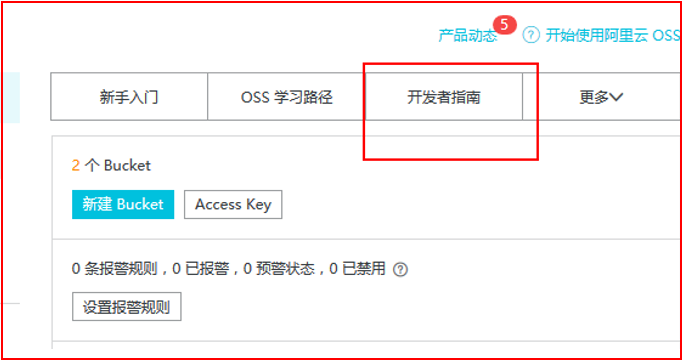 产品动态 5 ? 开始使用阿里云 OSS
新手入门 OSS 学习路径 开发者指南 更多
2 个 Bucket
新建 Bucket Access Key
0 条报警规则，0 已报警，0 预警状态，0 已禁用 ?
设置报警规则